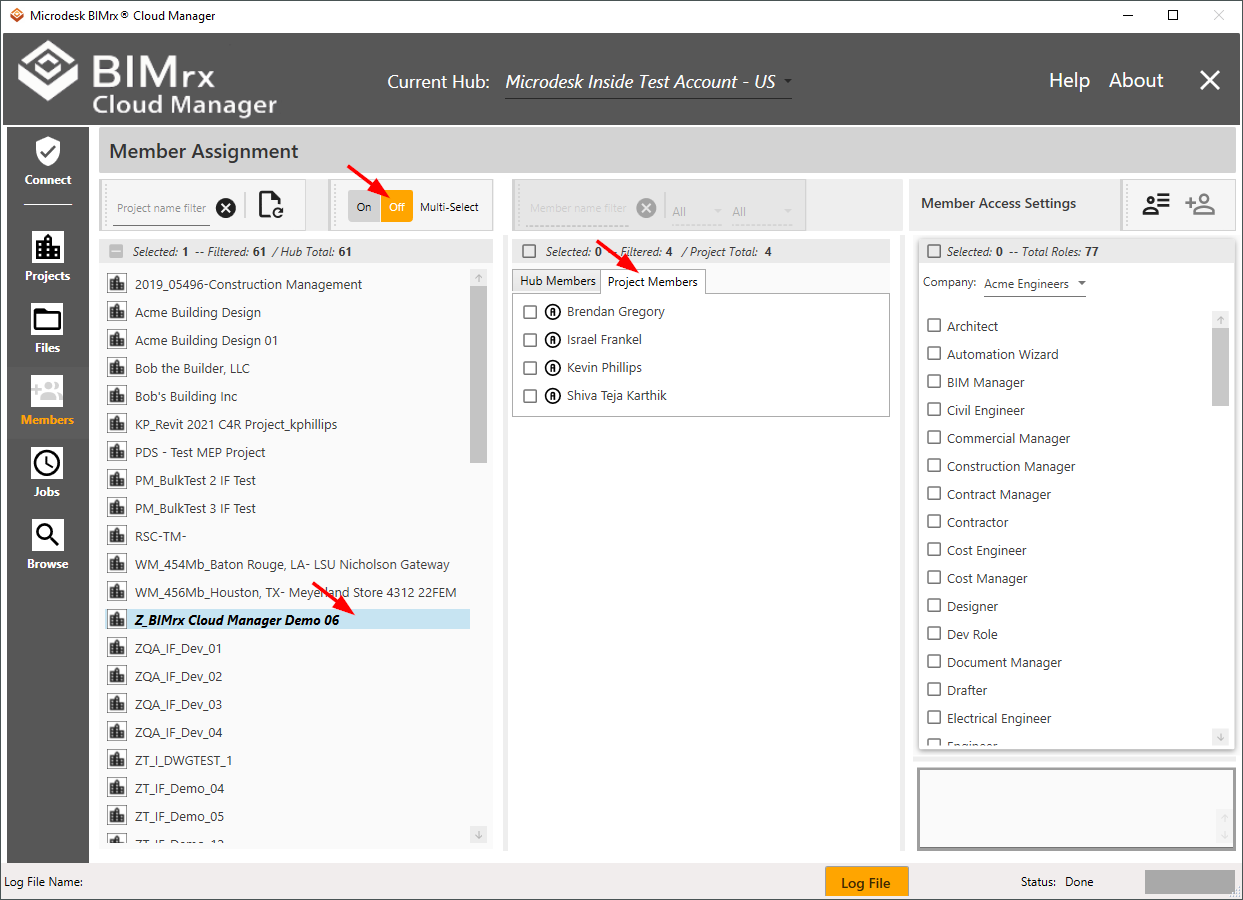 Microdesk BIMrx® Cloud Manager
BIMrx
Cloud Manager
Current Hub: Microdesk Inside Test Account - US
Help About
Connect
Projects
Files
Members
Jobs
Browse
Member Assignment
Project name filter
On Off Multi-Select
Member name filter All All
Member Access Settings
Selected: 1 -- Filtered: 61 / Hub Total: 61
2019_05496-Construction Management
Acme Building Design
Acme Building Design 01
Bob the Builder, LLC
Bob's Building Inc
KP_Revit 2021 C4R Project_kphillips
PDS - Test MEP Project
PM_BulkTest 2 IF Test
PM_BulkTest 3 IF Test
RSC-TM-
WM_454Mb_Baton Rouge, LA- LSU Nicholson Gateway
WM_456Mb_Houston, TX- Meyerland Store 4312 22FEM
Z_BIMrx Cloud Manager Demo 06
ZQA_IF_Dev_01
ZQA_IF_Dev_02
ZQA_IF_Dev_03
ZQA_IF_Dev_04
ZT_I_DWGTEST_1
ZT_IF_Demo_04
ZT_IF_Demo_05
Selected: 0 -- Filtered: 4 / Project Total: 4
Hub Members Project Members
Brendan Gregory
Israel Frankel
Kevin Phillips
Shiva Teja Karthik
Selected: 0 -- Total Roles: 77
Company: Acme Engineers
Architect
Automation Wizard
BIM Manager
Civil Engineer
Commercial Manager
Construction Manager
Contract Manager
Contractor
Cost Engineer
Cost Manager
Designer
Dev Role
Document Manager
Drafter
Electrical Engineer
Engineer
Log File Name:
Log File
Status: Done